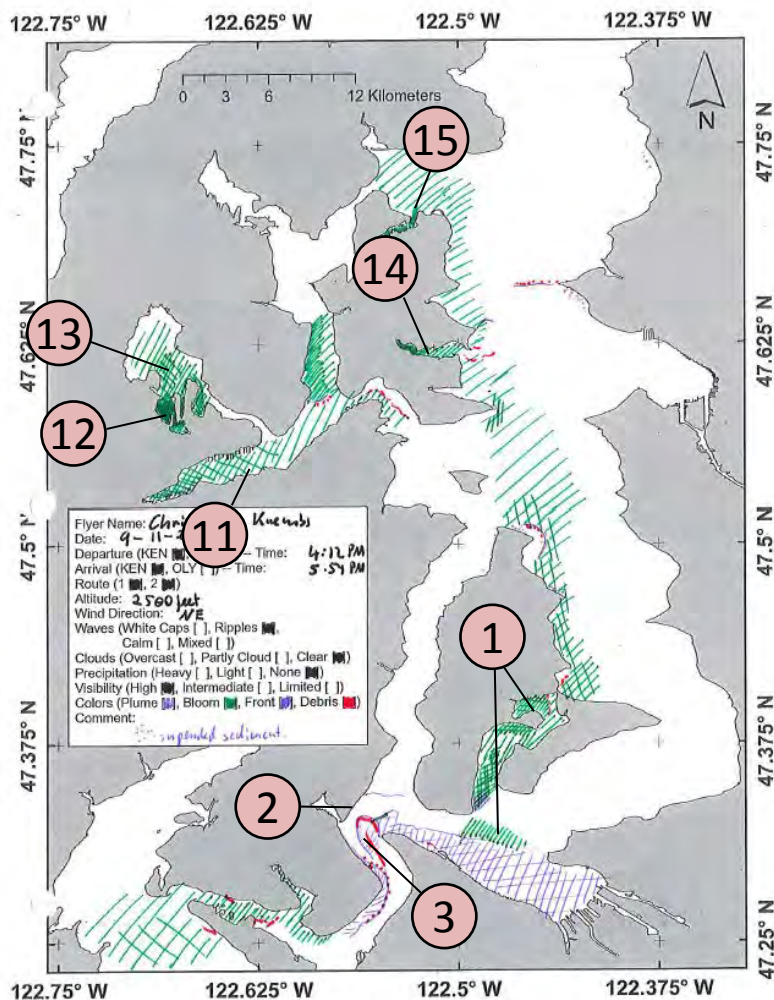 122.75° W 122.625° W 122.5° W 122.375° W
0 3 6 12 Kilometers
N
47.75° N
47.75° N
15
14
13
47.625° N
47.625° N
12
11
Flyer Name: Chri Kuembs
Date: 9-11-2
Departure (KEN [ ], -- Time: 4:12 PM
Arrival (KEN [ ], OLY [ ]) -- Time: 5:54 PM
Route (1 [ ], 2 [ ])
Altitude: 2500 feet
Wind Direction: NE
Waves (White Caps [ ], Ripples [ ],
Calm [ ], Mixed [ ])
Clouds (Overcast [ ], Partly Cloud [ ], Clear [ ])
Precipitation (Heavy [ ], Light [ ], None [ ])
Visibility (High [ ], Intermediate [ ], Limited [ ])
Colors (Plume [ ], Bloom [ ], Front [ ], Debris [ ])
Comment:
suspended sediment
47.5° N
47.5° N
1
47.375° N
47.375° N
2
3
47.25° N
122.75° W 122.625° W 122.5° W 122.375° W